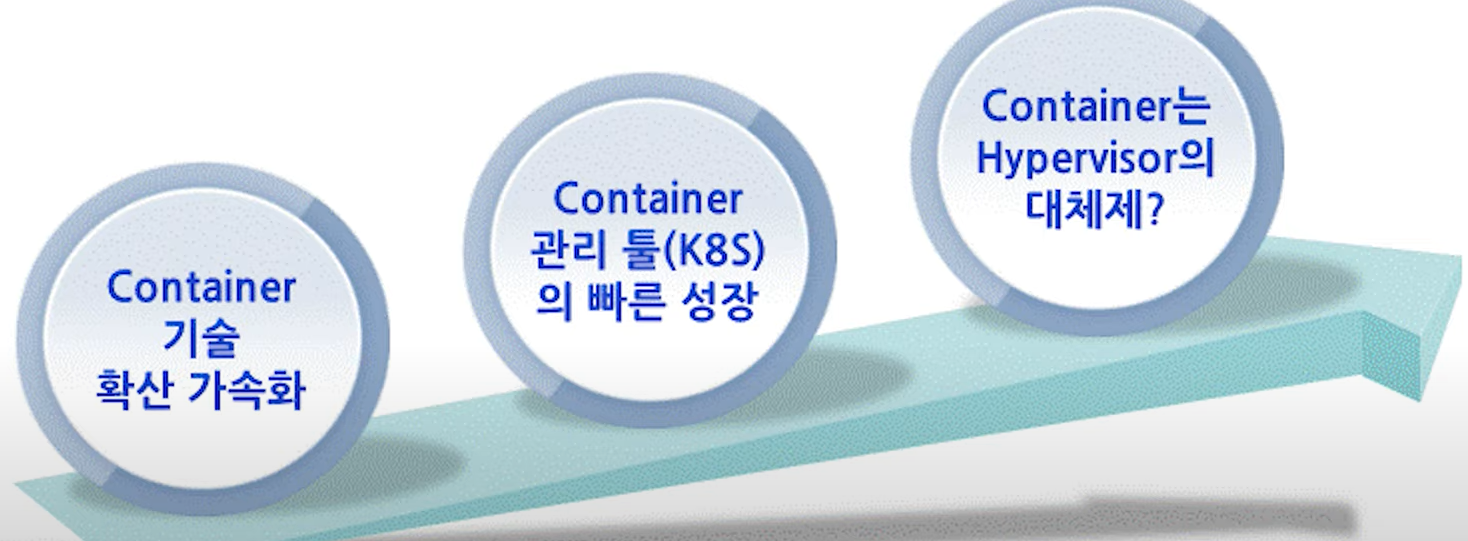 Container
기술
확산 가속화
Container
관리 툴(K8S)
의 빠른 성장
Container는
Hypervisor의
대체제?